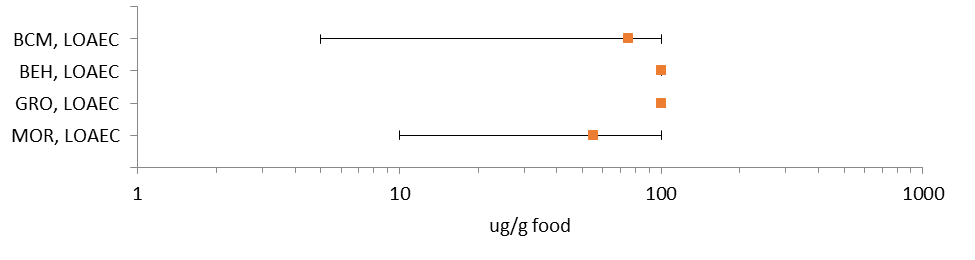 BCM, LOAEC
BEH, LOAEC
GRO, LOAEC
MOR, LOAEC
1 10 100 1000
ug/g food